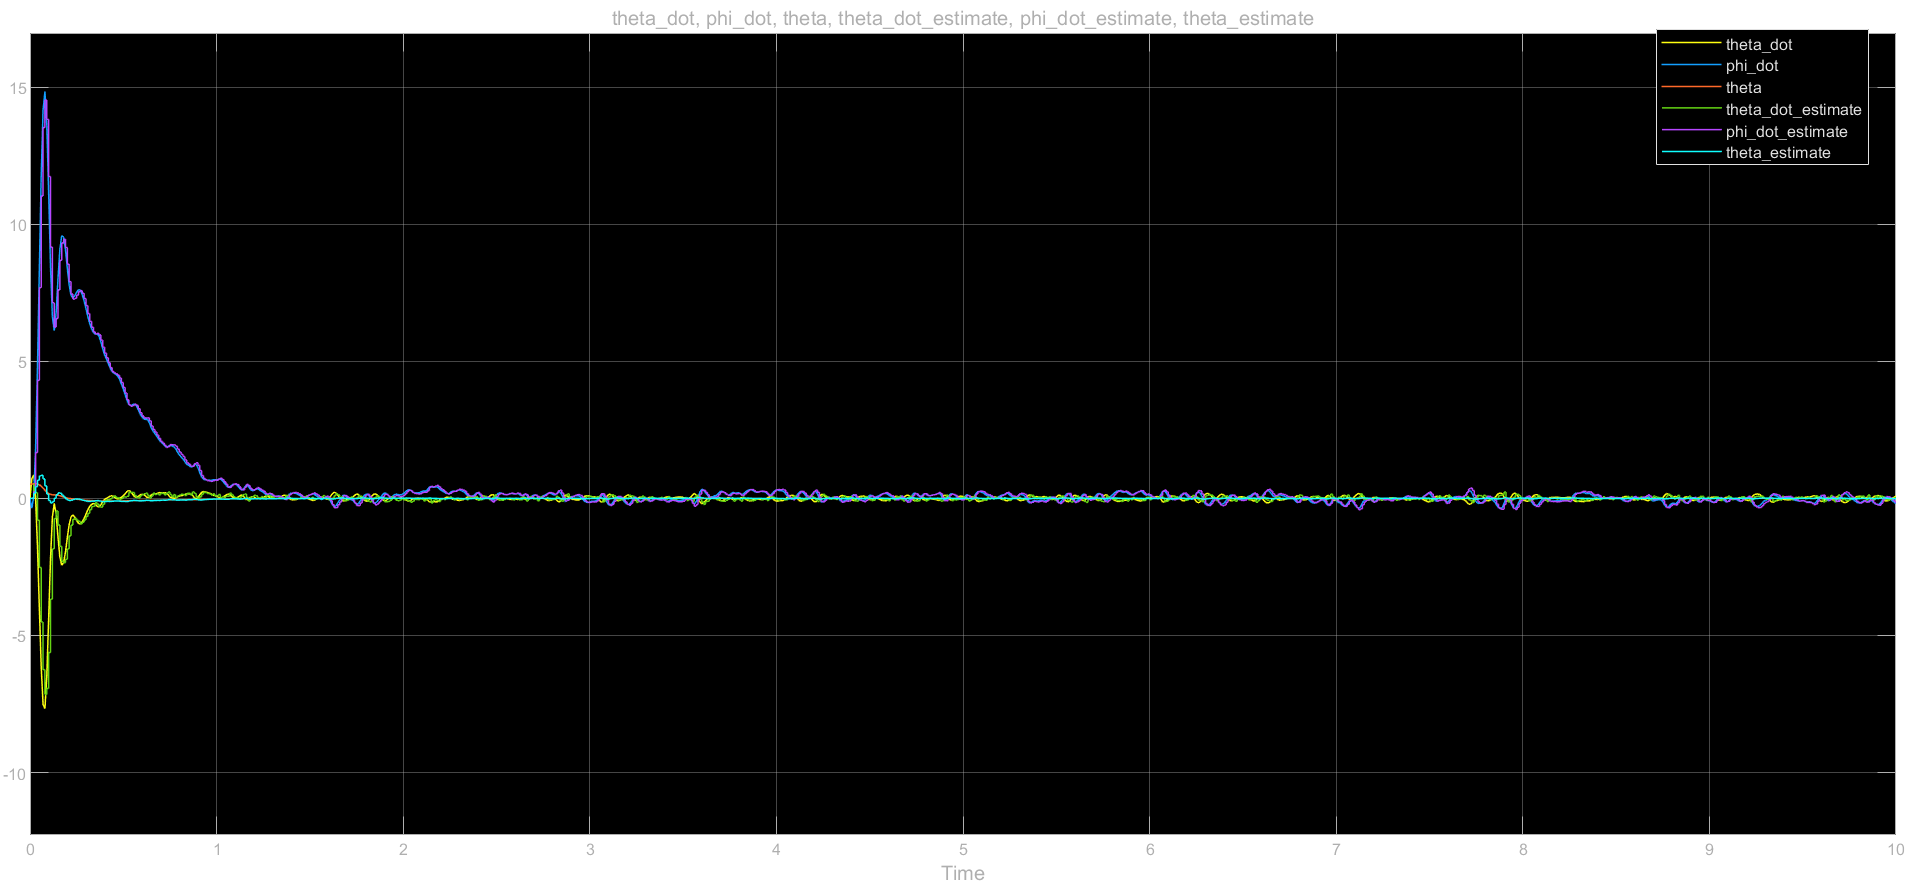 theta_dot, phi_dot, theta, theta_dot_estimate, phi_dot_estimate, theta_estimate
theta_dot
phi_dot
theta
theta_dot_estimate
phi_dot_estimate
theta_estimate
15
10
5
0
-5
-10
0 1 2 3 4 5 6 7 8 9 10
Time